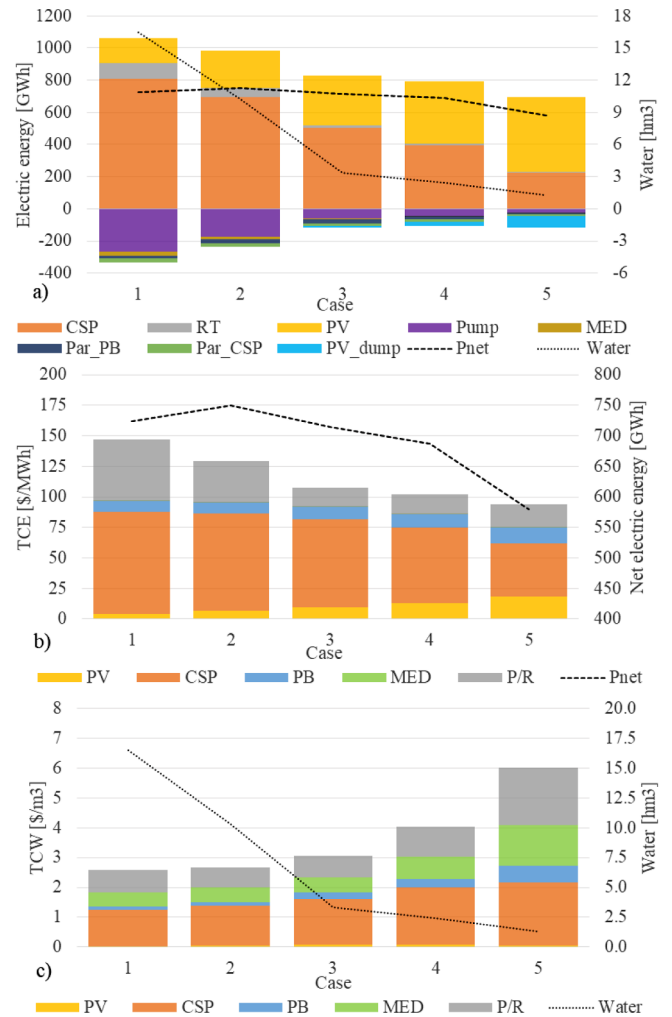 1200
1000
800
600
400
200
0
-200
-400
Electric energy [GWh]
18
15
12
9
6
3
0
-3
-6
Water [hm3]
1 2 3 4 5
Case
a)
CSP RT PV Pump MED
Par_PB Par_CSP PV_dump Pnet Water
200
175
150
125
100
75
50
25
0
TCE [$/MWh]
800
750
700
650
600
550
500
450
400
Net electric energy [GWh]
1 2 3 4 5
Case
b)
PV CSP PB MED P/R Pnet
8
7
6
5
4
3
2
1
0
TCW [$/m3]
20.0
17.5
15.0
12.5
10.0
7.5
5.0
2.5
0.0
Water [hm3]
1 2 3 4 5
Case
c)
PV CSP PB MED P/R Water